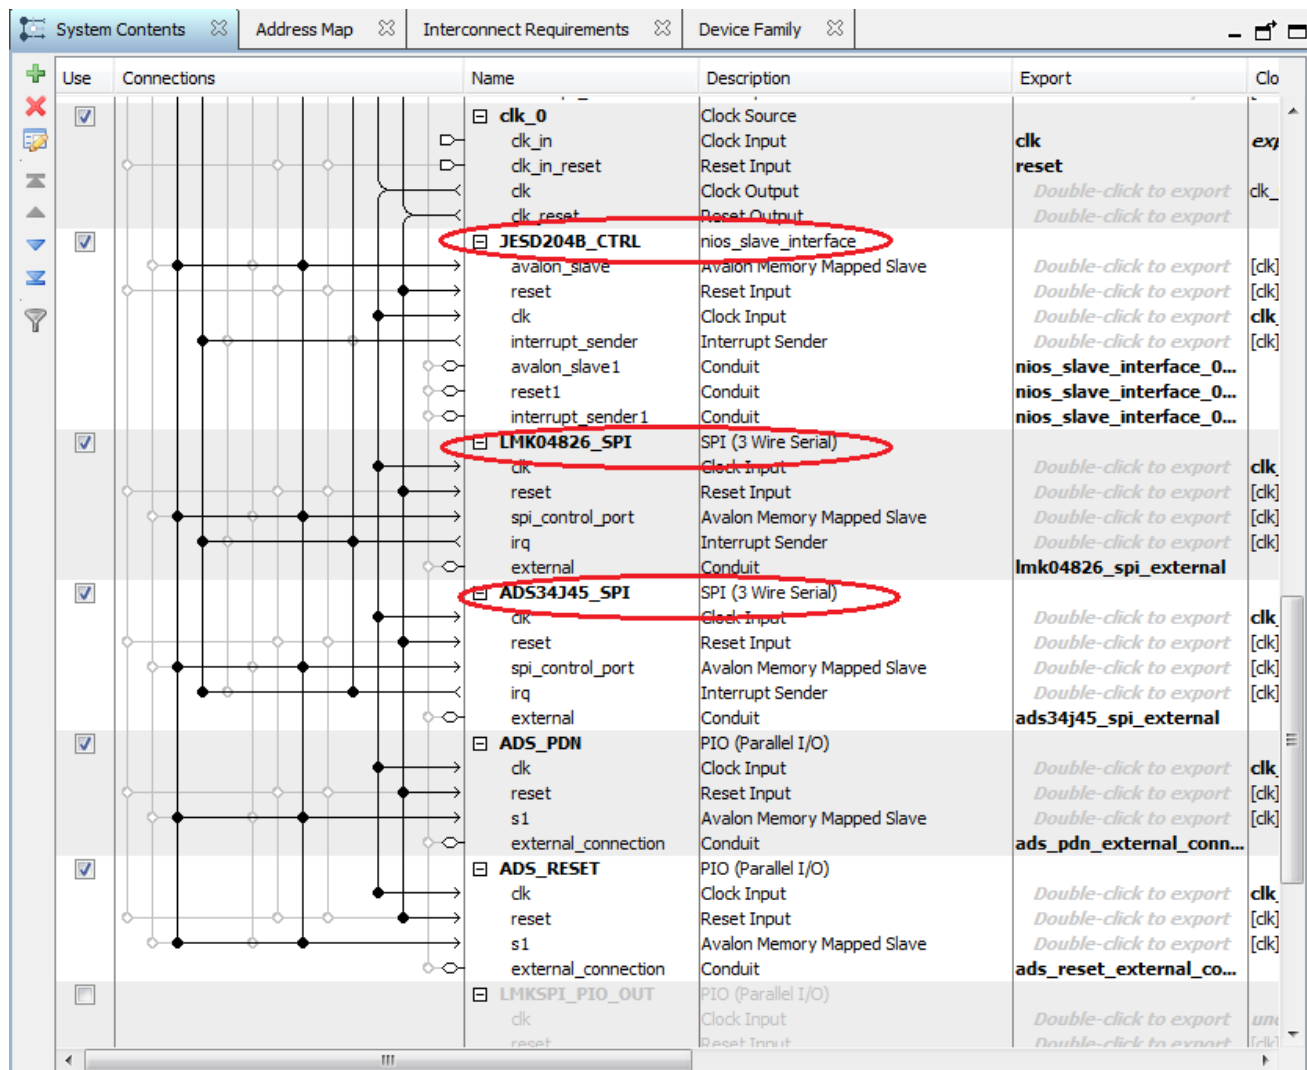 System Contents Address Map Interconnect Requirements Device Family
Use Connections Name Description Export Clo
clk_0 Clock Source
clk_in Clock Input clk exp
clk_in_reset Reset Input reset
clk Clock Output Double-click to export clk_
clk_reset Reset Output Double-click to export
JESD204B_CTRL nios_slave_interface
avalon_slave Avalon Memory Mapped Slave Double-click to export [clk]
reset Reset Input Double-click to export [clk]
clk Clock Input Double-click to export clk_
interrupt_sender Interrupt Sender Double-click to export [clk]
avalon_slave1 Conduit nios_slave_interface_0...
reset1 Conduit nios_slave_interface_0...
interrupt_sender1 Conduit nios_slave_interface_0...
LMK04826_SPI SPI (3 Wire Serial)
clk Clock Input Double-click to export clk_
reset Reset Input Double-click to export [clk]
spi_control_port Avalon Memory Mapped Slave Double-click to export [clk]
irq Interrupt Sender Double-click to export [clk]
external Conduit lmk04826_spi_external
ADS34J45_SPI SPI (3 Wire Serial)
clk Clock Input Double-click to export clk_
reset Reset Input Double-click to export [clk]
spi_control_port Avalon Memory Mapped Slave Double-click to export [clk]
irq Interrupt Sender Double-click to export [clk]
external Conduit ads34j45_spi_external
ADS_PDN PIO (Parallel I/O)
clk Clock Input Double-click to export clk_
reset Reset Input Double-click to export [clk]
s1 Avalon Memory Mapped Slave Double-click to export [clk]
external_connection Conduit ads_pdn_external_conn...
ADS_RESET PIO (Parallel I/O)
clk Clock Input Double-click to export clk_
reset Reset Input Double-click to export [clk]
s1 Avalon Memory Mapped Slave Double-click to export [clk]
external_connection Conduit ads_reset_external_co...
LMKSPI_PIO_OUT PIO (Parallel I/O)
clk Clock Input Double-click to export unc
reset Reset Input Double-click to export [clk]